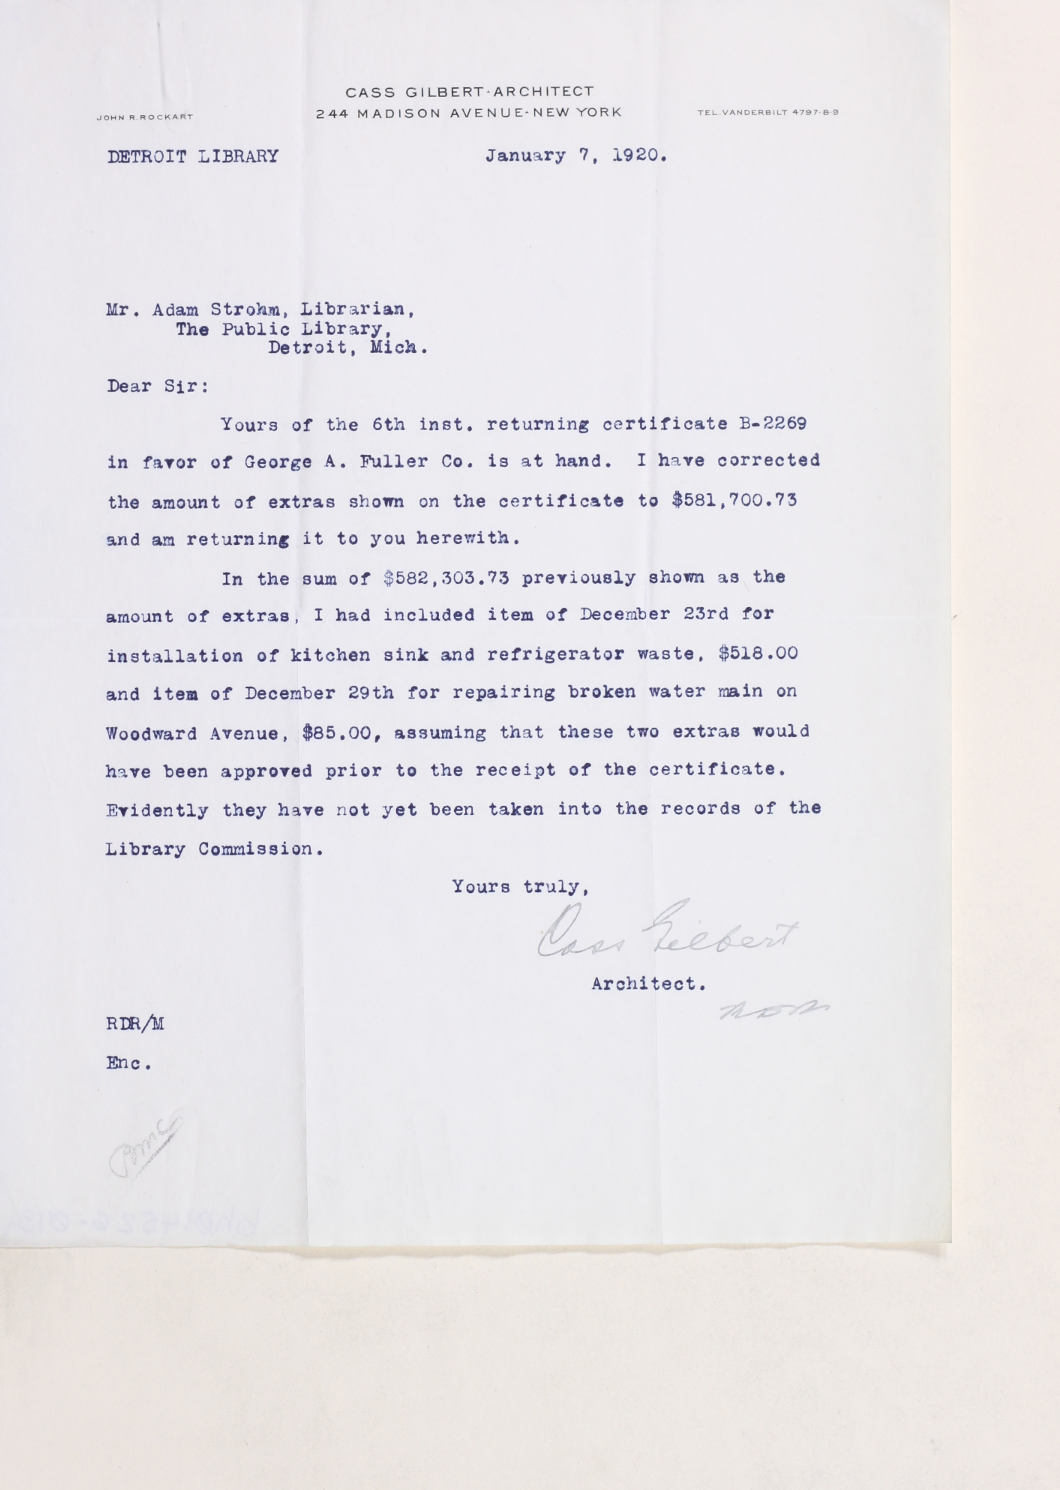 CASS GILBERT·ARCHITECT
244 MADISON AVENUE·NEW YORK
JOHN R. ROCKART
TEL. VANDERBILT 4797-8-9
DETROIT LIBRARY January 7, 1920.
Mr. Adam Strohm, Librarian,
The Public Library,
Detroit, Mich.
Dear Sir:
Yours of the 6th inst. returning certificate B-2269
in favor of George A. Fuller Co. is at hand. I have corrected
the amount of extras shown on the certificate to $581,700.73
and am returning it to you herewith.
In the sum of $582,303.73 previously shown as the
amount of extras, I had included item of December 23rd for
installation of kitchen sink and refrigerator waste, $518.00
and item of December 29th for repairing broken water main on
Woodward Avenue, $85.00, assuming that these two extras would
have been approved prior to the receipt of the certificate.
Evidently they have not yet been taken into the records of the
Library Commission.
Yours truly,
Cass Gilbert
Architect.
RDR/M
Enc.